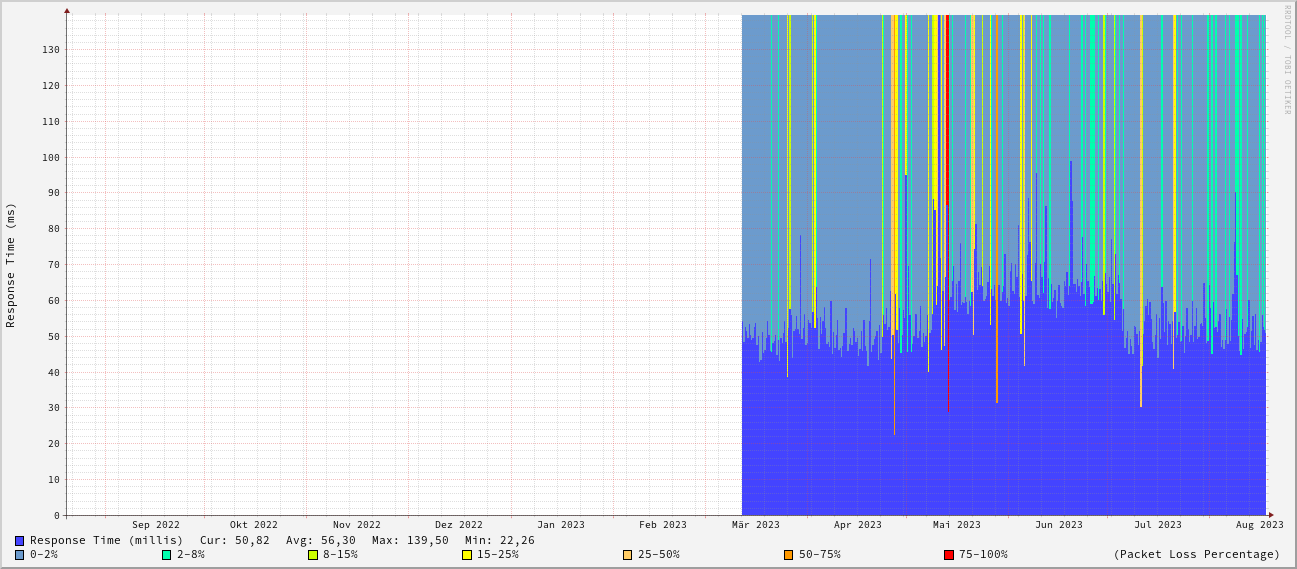 RRDTOOL / TOBI OETIKER
Response Time (ms)
130
120
110
100
90
80
70
60
50
40
30
20
10
0
Sep 2022 Okt 2022 Nov 2022 Dez 2022 Jan 2023 Feb 2023 Mär 2023 Apr 2023 Mai 2023 Jun 2023 Jul 2023 Aug 2023
Response Time (millis) Cur: 50,82 Avg: 56,30 Max: 139,50 Min: 22,26
0-2% 2-8% 8-15% 15-25% 25-50% 50-75% 75-100% (Packet Loss Percentage)